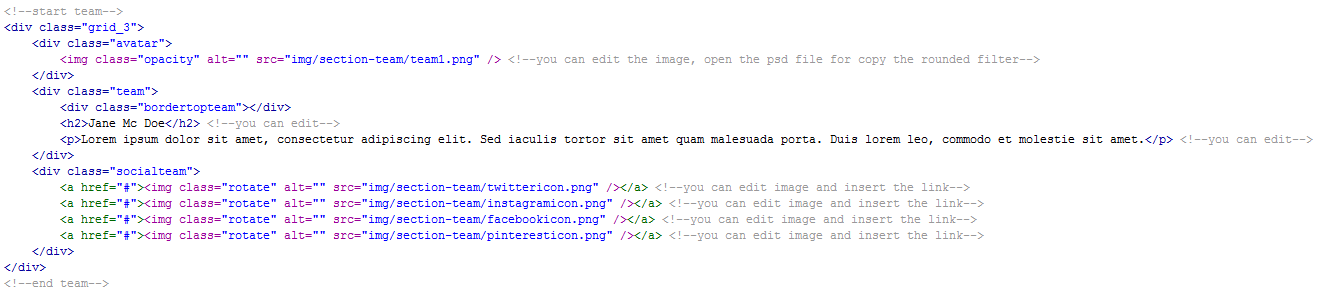 <!--start team-->
<div class="grid_3">
<div class="avatar">
<img class="opacity" alt="" src="img/section-team/team1.png" /> <!--you can edit the image, open the psd file for copy the rounded filter-->
</div>
<div class="team">
<div class="bordertopteam"></div>
<h2>Jane Mc Doe</h2> <!--you can edit-->
<p>Lorem ipsum dolor sit amet, consectetur adipiscing elit. Sed iaculis tortor sit amet quam malesuada porta. Duis lorem leo, commodo et molestie sit amet.</p> <!--you can edit-->
</div>
<div class="socialteam">
<a href="#"><img class="rotate" alt="" src="img/section-team/twittericon.png" /></a> <!--you can edit image and insert the link-->
<a href="#"><img class="rotate" alt="" src="img/section-team/instagramicon.png" /></a> <!--you can edit image and insert the link-->
<a href="#"><img class="rotate" alt="" src="img/section-team/facebookicon.png" /></a> <!--you can edit image and insert the link-->
<a href="#"><img class="rotate" alt="" src="img/section-team/pinteresticon.png" /></a> <!--you can edit image and insert the link-->
</div>
</div>
<!--end team-->